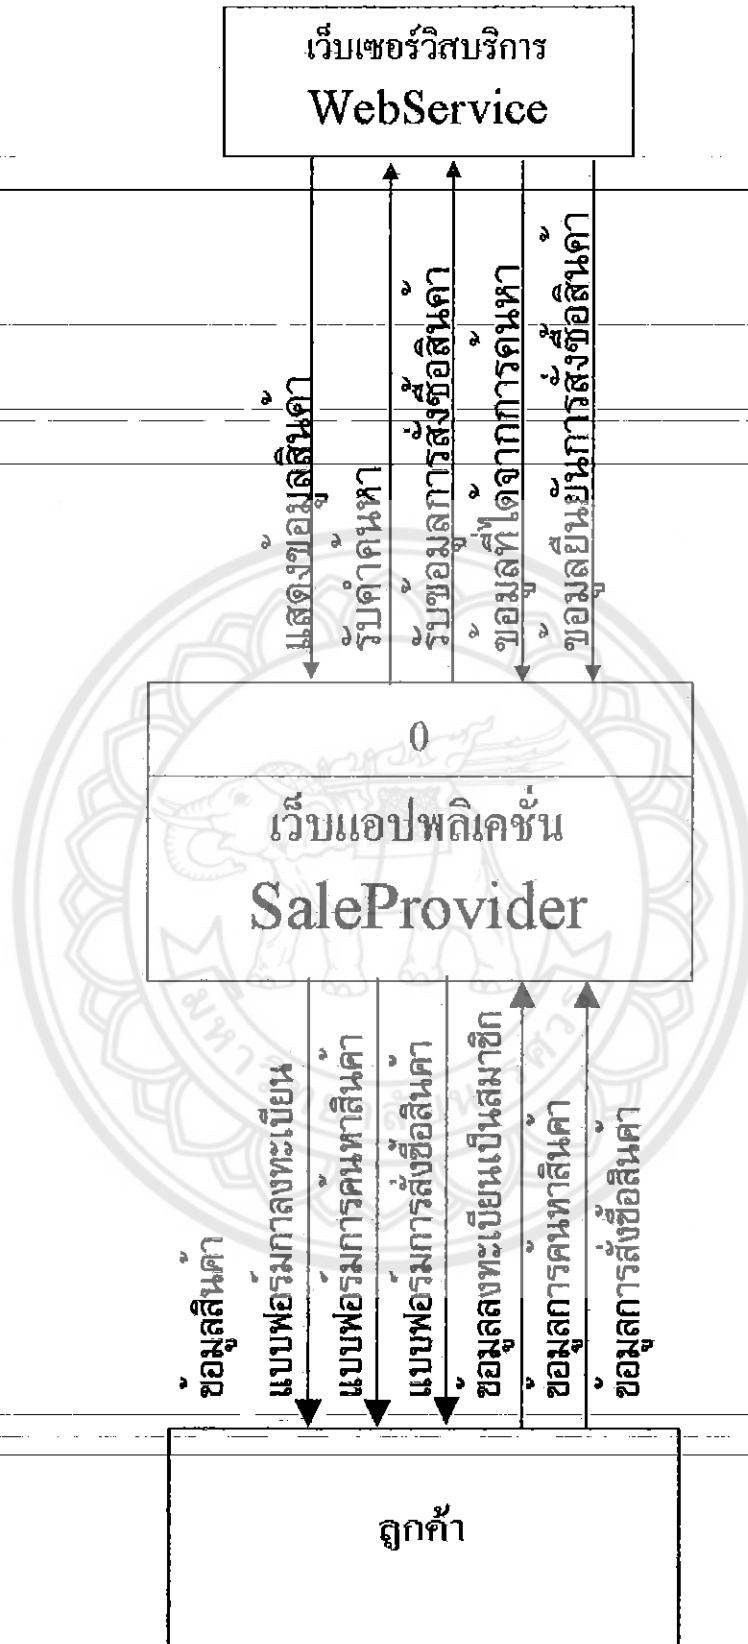 เว็บเซอร์วิสบริการ
WebService
แสดงข้อมูลสินค้า
รับคำค้นหา
รับข้อมูลการสั่งซื้อสินค้า
ข้อมูลที่ได้จากการค้นหา
ข้อมูลยืนยันการสั่งซื้อสินค้า
0
เว็บแอปพลิเคชั่น
SaleProvider
ข้อมูลสินค้า
แบบฟอร์มกาลงทะเบียน
แบบฟอร์มการค้นหาสินค้า
แบบฟอร์มการสั่งซื้อสินค้า
ข้อมูลลงทะเบียนเป็นสมาชิก
ข้อมูลการค้นหาสินค้า
ข้อมูลการสั่งซื้อสินค้า
ลูกค้า